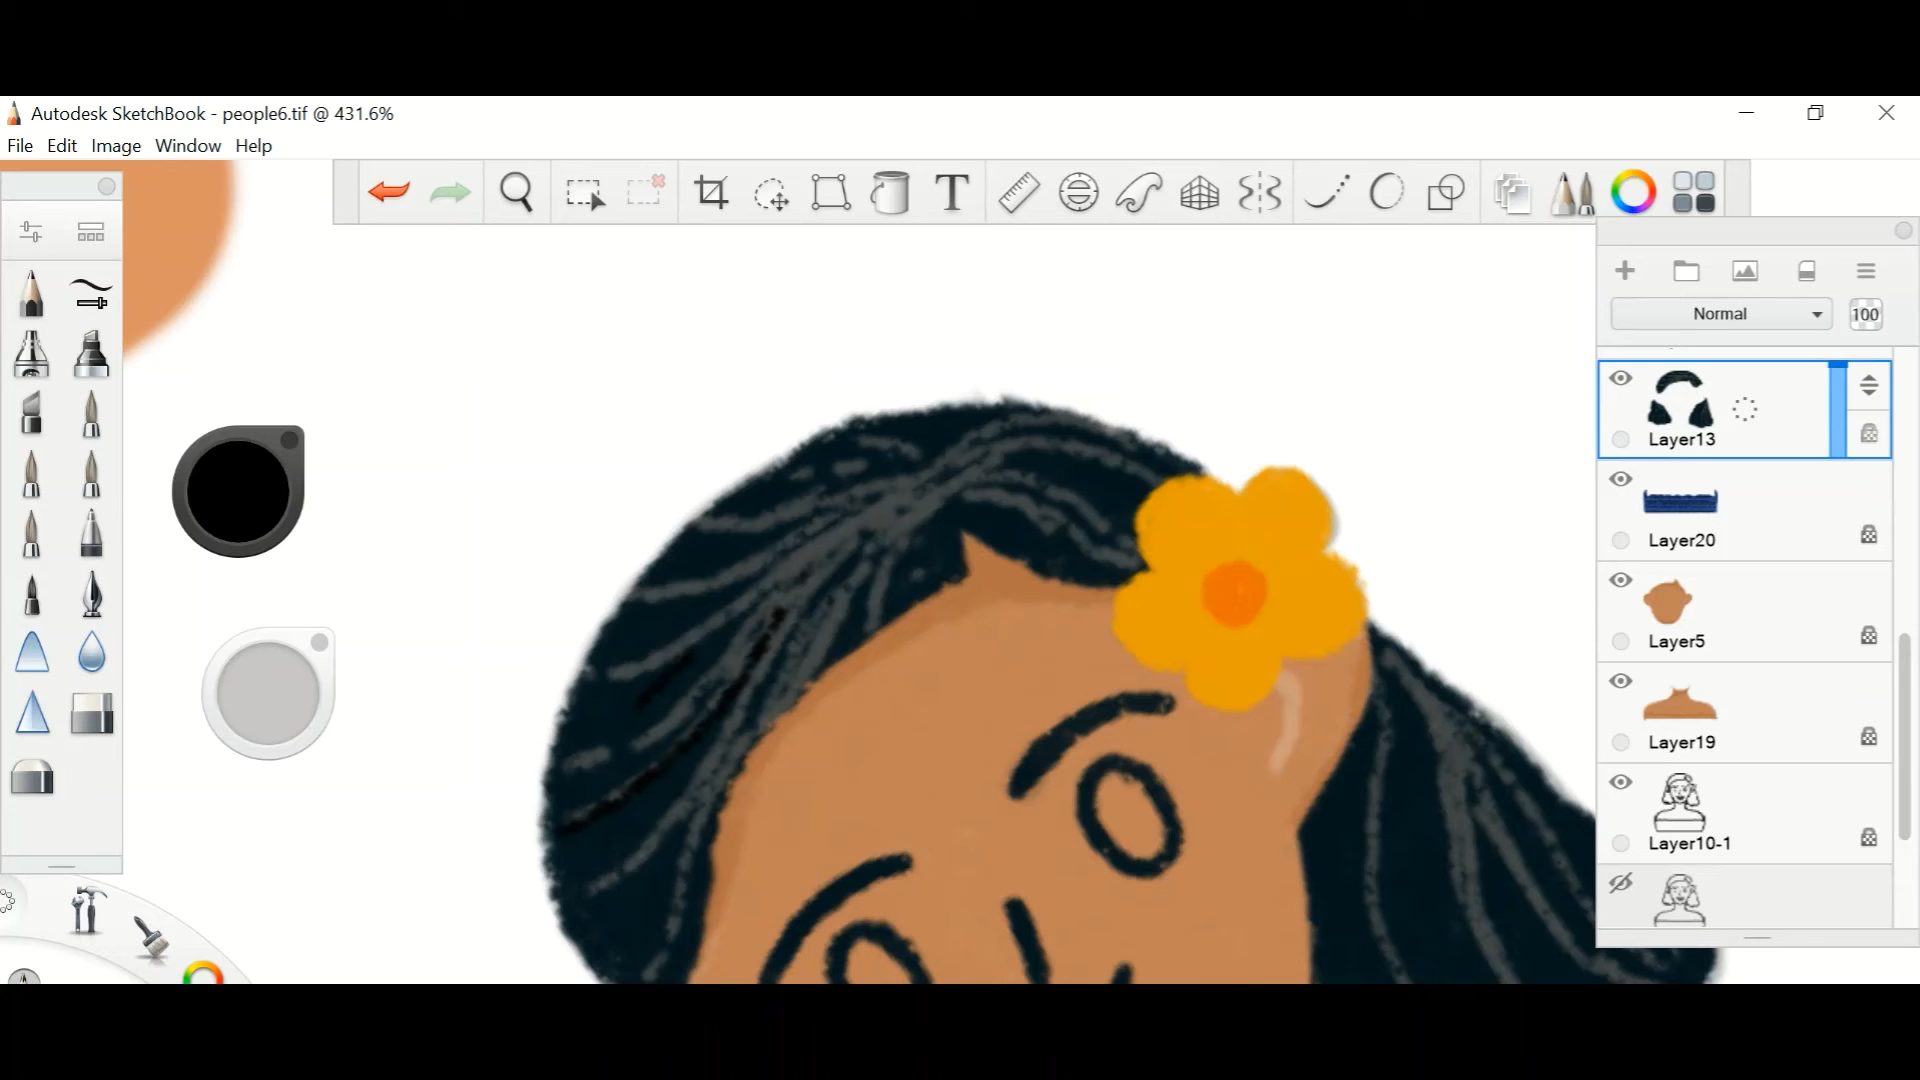 Autodesk SketchBook - people6.tif @ 431.6%
File Edit Image Window Help
T
Normal 100
Layer13
Layer20
Layer5
Layer19
Layer10-1